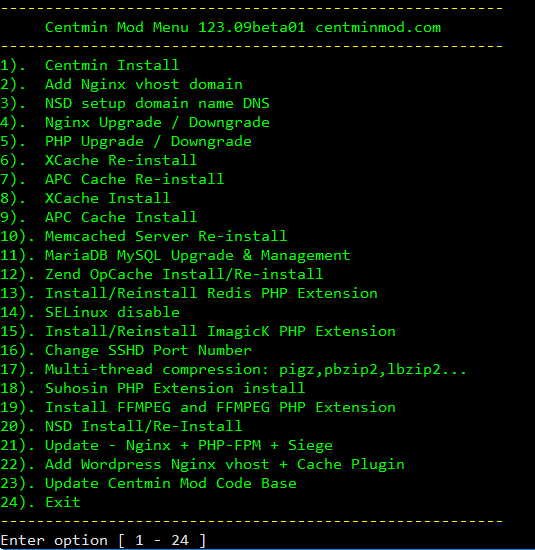 --------------------------------------------------------
Centmin Mod Menu 123.09beta01 centminmod.com
--------------------------------------------------------
1). Centmin Install
2). Add Nginx vhost domain
3). NSD setup domain name DNS
4). Nginx Upgrade / Downgrade
5). PHP Upgrade / Downgrade
6). XCache Re-install
7). APC Cache Re-install
8). XCache Install
9). APC Cache Install
10). Memcached Server Re-install
11). MariaDB MySQL Upgrade & Management
12). Zend OpCache Install/Re-install
13). Install/Reinstall Redis PHP Extension
14). SELinux disable
15). Install/Reinstall ImagicK PHP Extension
16). Change SSHD Port Number
17). Multi-thread compression: pigz,pbzip2,lbzip2...
18). Suhosin PHP Extension install
19). Install FFMPEG and FFMPEG PHP Extension
20). NSD Install/Re-Install
21). Update - Nginx + PHP-FPM + Siege
22). Add Wordpress Nginx vhost + Cache Plugin
23). Update Centmin Mod Code Base
24). Exit
--------------------------------------------------------
Enter option [ 1 - 24 ]